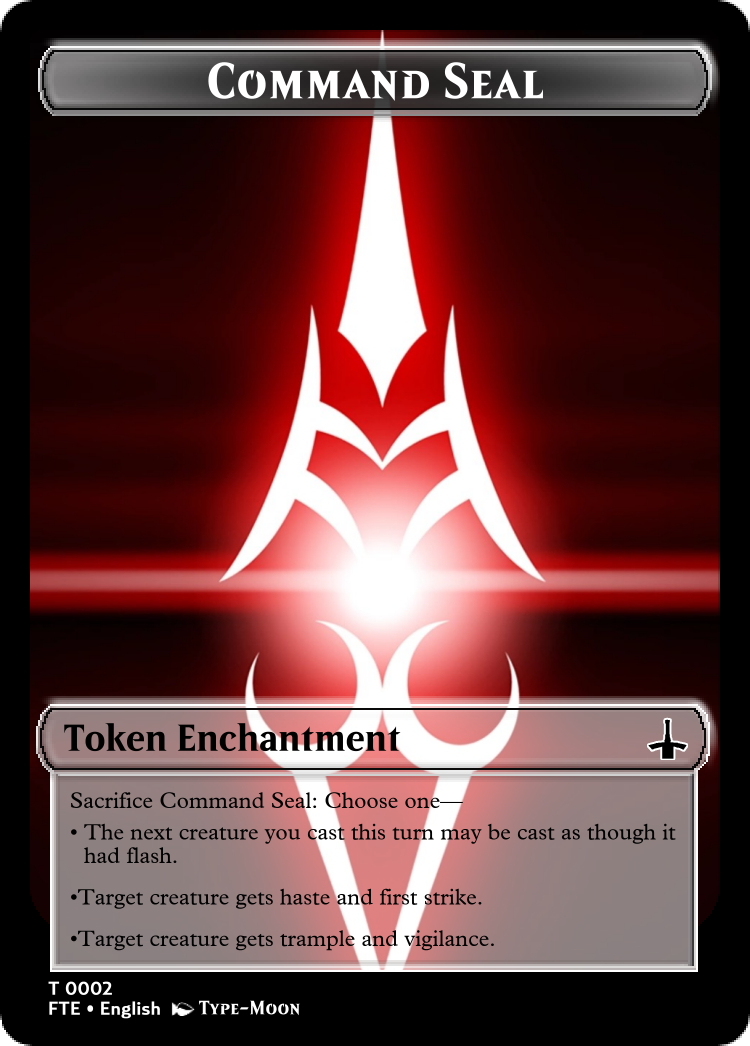 Command Seal
Token Enchantment
Sacrifice Command Seal: Choose one—
• The next creature you cast this turn may be cast as though it
had flash.
•Target creature gets haste and first strike.
•Target creature gets trample and vigilance.
T 0002
FTE • English Type-Moon